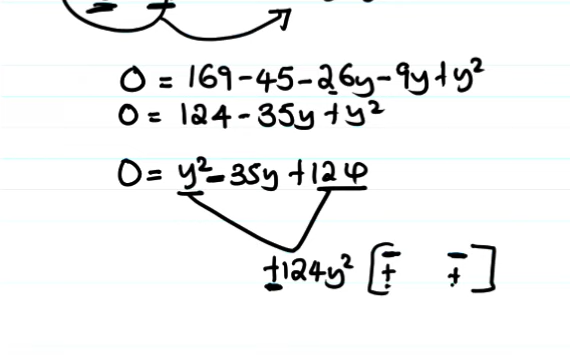 0 = 169-45-26y-9y+y²
0 = 124-35y+y²
0 = y²-35y+124
+124y² [∓ ∓]